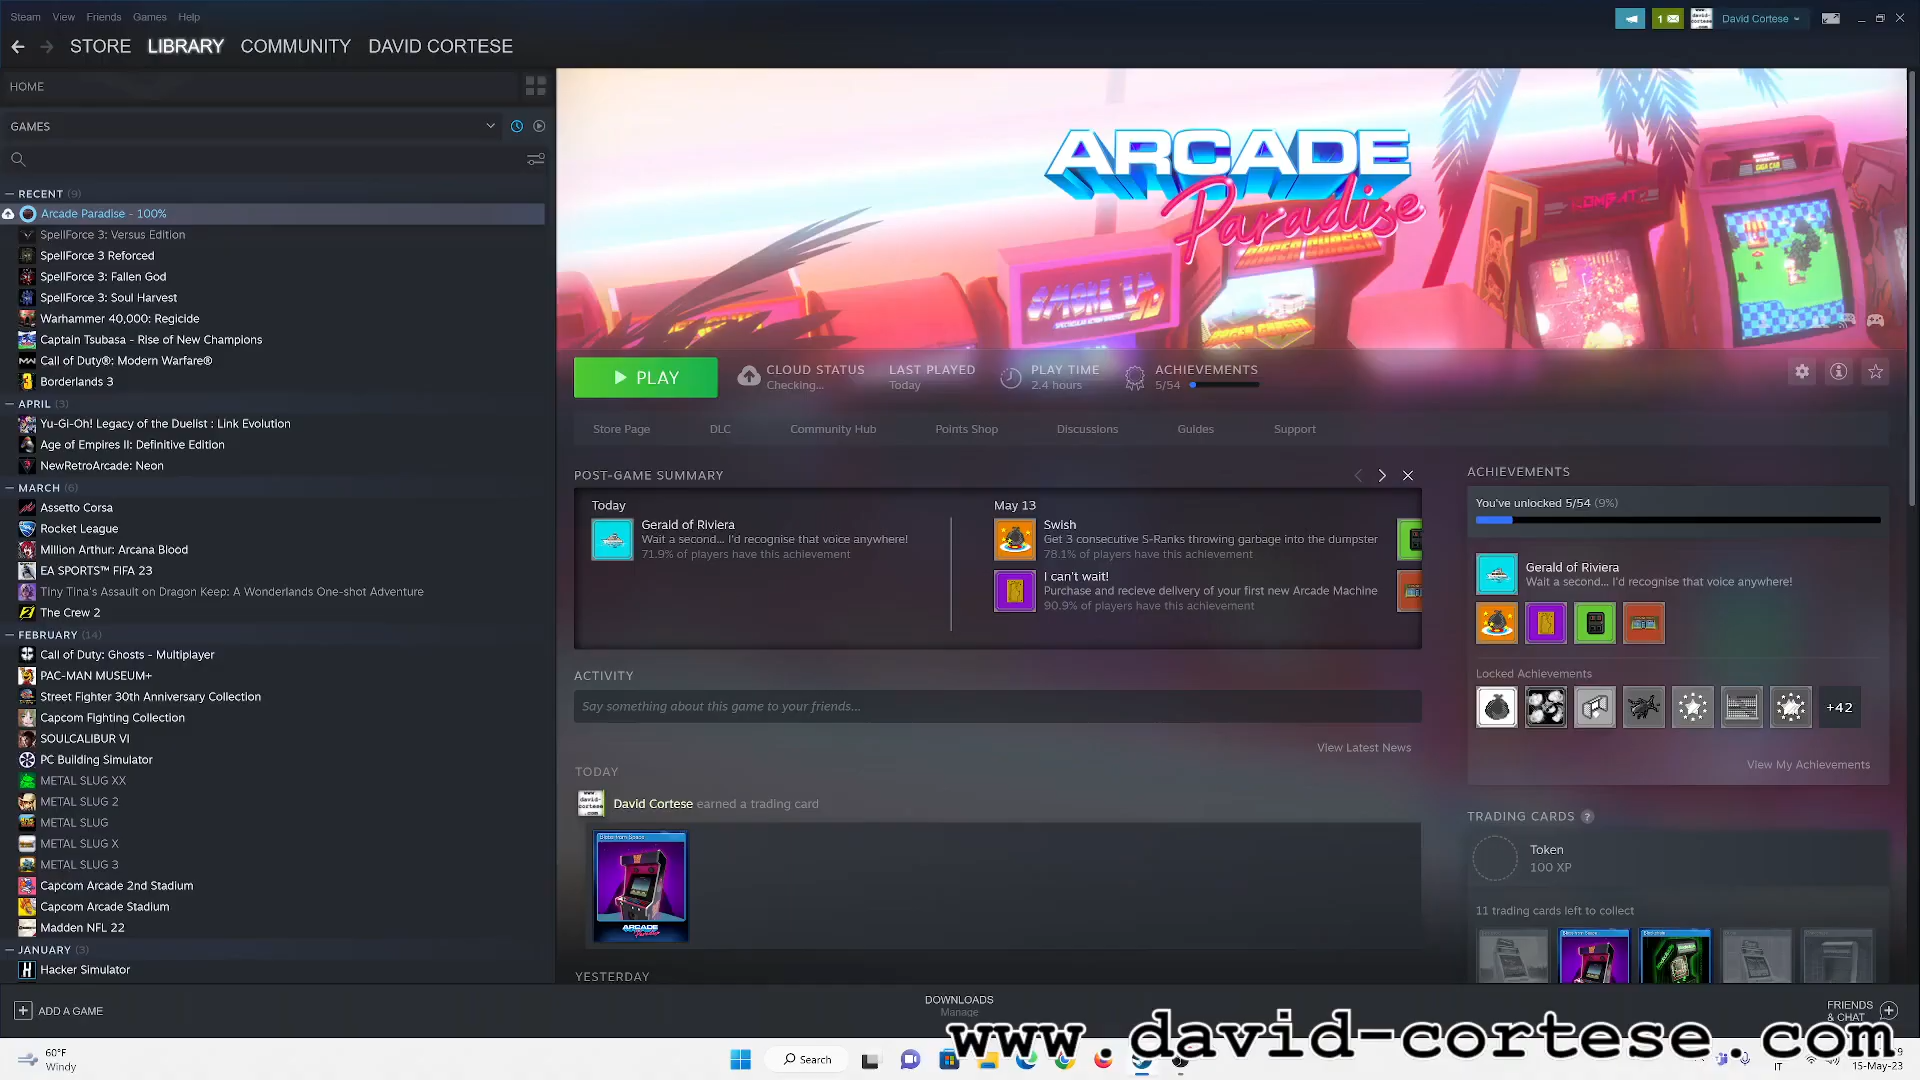 Steam View Friends Games Help
1
David Cortese
STORE LIBRARY COMMUNITY DAVID CORTESE
HOME
GAMES
RECENT (9)
Arcade Paradise - 100%
SpellForce 3: Versus Edition
SpellForce 3 Reforced
SpellForce 3: Fallen God
SpellForce 3: Soul Harvest
Warhammer 40,000: Regicide
Captain Tsubasa - Rise of New Champions
Call of Duty®: Modern Warfare®
Borderlands 3
APRIL (3)
Yu-Gi-Oh! Legacy of the Duelist : Link Evolution
Age of Empires II: Definitive Edition
NewRetroArcade: Neon
MARCH (6)
Assetto Corsa
Rocket League
Million Arthur: Arcana Blood
EA SPORTS™ FIFA 23
Tiny Tina's Assault on Dragon Keep: A Wonderlands One-shot Adventure
The Crew 2
FEBRUARY (14)
Call of Duty: Ghosts - Multiplayer
PAC-MAN MUSEUM+
Street Fighter 30th Anniversary Collection
Capcom Fighting Collection
SOULCALIBUR VI
PC Building Simulator
METAL SLUG XX
METAL SLUG 2
METAL SLUG
METAL SLUG X
METAL SLUG 3
Capcom Arcade 2nd Stadium
Capcom Arcade Stadium
Madden NFL 22
JANUARY (3)
Hacker Simulator
ADD A GAME
ARCADE
Paradise
KOMBAT
PLAY
CLOUD STATUS
Checking...
LAST PLAYED
Today
PLAY TIME
2.4 hours
ACHIEVEMENTS
5/54
Store Page DLC Community Hub Points Shop Discussions Guides Support
POST-GAME SUMMARY
Today
Gerald of Riviera
Wait a second... I'd recognise that voice anywhere!
71.9% of players have this achievement
May 13
Swish
Get 3 consecutive S-Ranks throwing garbage into the dumpster
78.1% of players have this achievement
I can't wait!
Purchase and recieve delivery of your first new Arcade Machine
90.9% of players have this achievement
ACTIVITY
Say something about this game to your friends...
View Latest News
TODAY
David Cortese earned a trading card
Blobs from Space
ARCADE
Paradise
YESTERDAY
ACHIEVEMENTS
You've unlocked 5/54 (9%)
Gerald of Riviera
Wait a second... I'd recognise that voice anywhere!
Locked Achievements
+42
View My Achievements
TRADING CARDS ?
Token
100 XP
11 trading cards left to collect
DOWNLOADS
Manage
FRIENDS
& CHAT
www.david-cortese.com
60°F
Windy
Search
IT
15-May-23